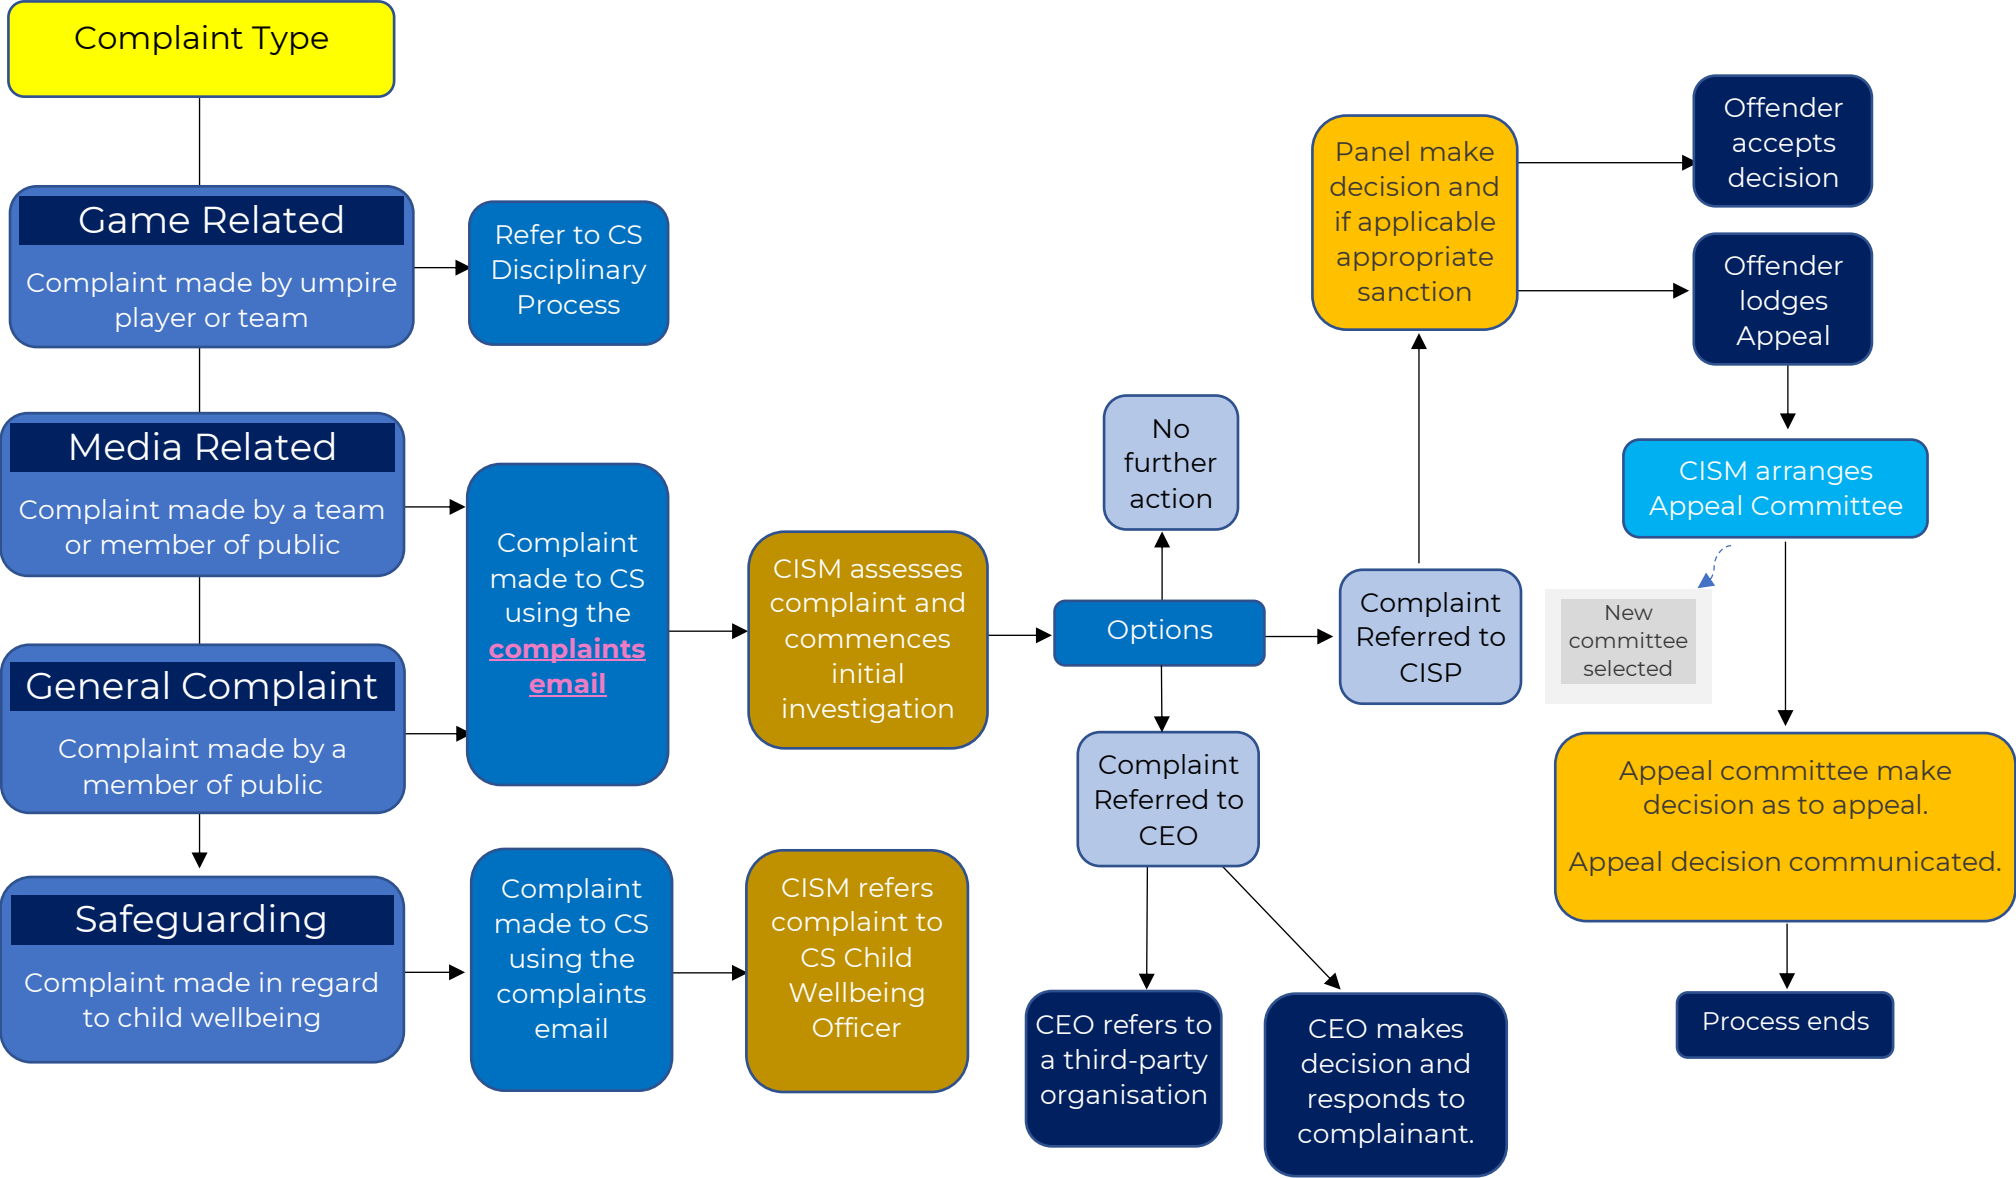 Complaint Type
Game Related
Complaint made by umpire
player or team
Refer to CS
Disciplinary
Process
Media Related
Complaint made by a team
or member of public
General Complaint
Complaint made by a
member of public
Complaint
made to CS
using the
complaints
email
CISM assesses
complaint and
commences
initial
investigation
Safeguarding
Complaint made in regard
to child wellbeing
Complaint
made to CS
using the
complaints
email
CISM refers
complaint to
CS Child
Wellbeing
Officer
Options
No
further
action
Complaint
Referred to
CEO
CEO refers to
a third-party
organisation
CEO makes
decision and
responds to
complainant.
Complaint
Referred to
CISP
Panel make
decision and
if applicable
appropriate
sanction
Offender
accepts
decision
Offender
lodges
Appeal
CISM arranges
Appeal Committee
New
committee
selected
Appeal committee make
decision as to appeal.
Appeal decision communicated.
Process ends